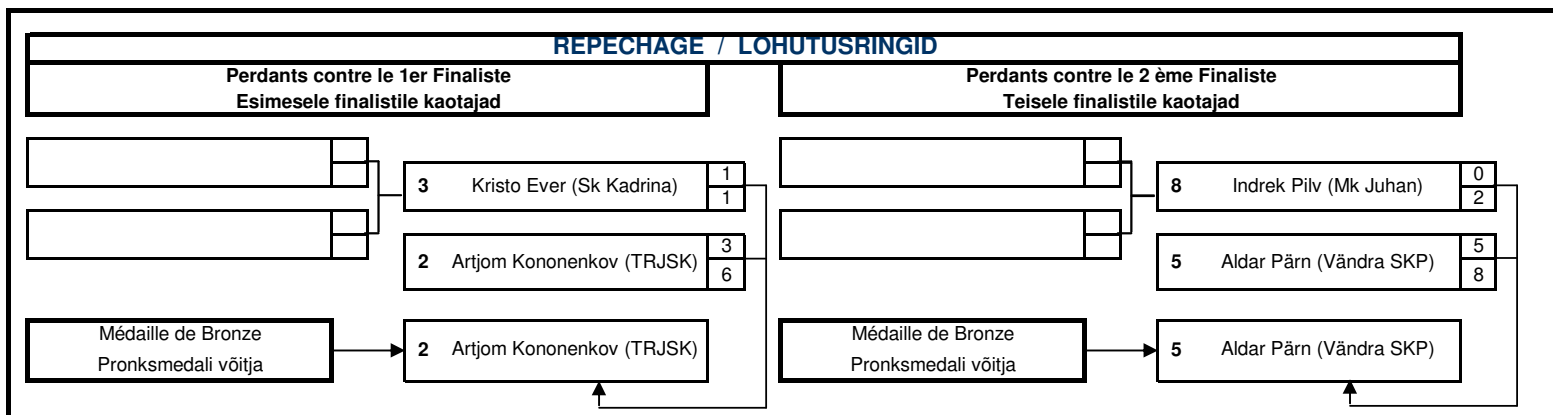 REPECHAGE / LOHUTUSRINGID
Perdants contre le 1er Finaliste
Esimesele finalistile kaotajad
Perdants contre le 2 ème Finaliste
Teisele finalistile kaotajad
3 Kristo Ever (Sk Kadrina) 1
1
2 Artjom Kononenkov (TRJSK) 3
6
Médaille de Bronze
Pronksmedali võitja
2 Artjom Kononenkov (TRJSK)
8 Indrek Pilv (Mk Juhan) 0
2
5 Aldar Pärn (Vändra SKP) 5
8
Médaille de Bronze
Pronksmedali võitja
5 Aldar Pärn (Vändra SKP)